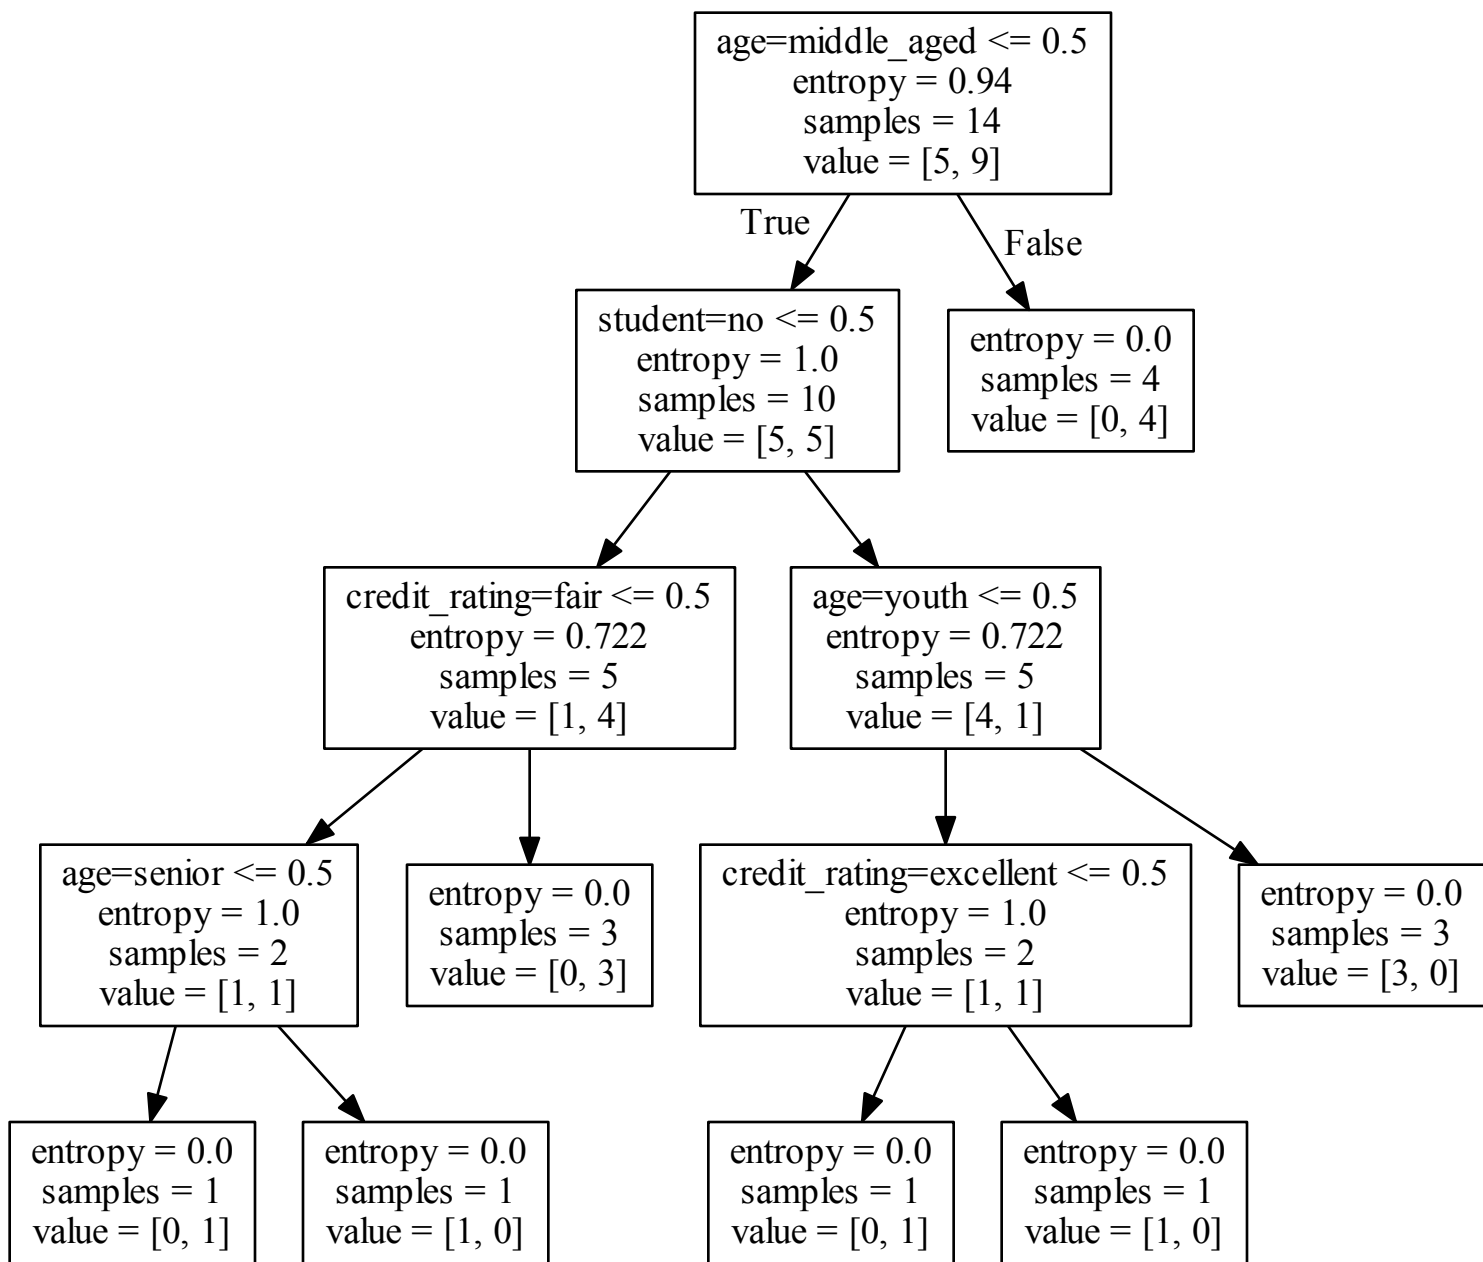 age=middle_aged <= 0.5
entropy = 0.94
samples = 14
value = [5, 9]
True
False
student=no <= 0.5
entropy = 1.0
samples = 10
value = [5, 5]
entropy = 0.0
samples = 4
value = [0, 4]
credit_rating=fair <= 0.5
entropy = 0.722
samples = 5
value = [1, 4]
age=youth <= 0.5
entropy = 0.722
samples = 5
value = [4, 1]
age=senior <= 0.5
entropy = 1.0
samples = 2
value = [1, 1]
entropy = 0.0
samples = 3
value = [0, 3]
credit_rating=excellent <= 0.5
entropy = 1.0
samples = 2
value = [1, 1]
entropy = 0.0
samples = 3
value = [3, 0]
entropy = 0.0
samples = 1
value = [0, 1]
entropy = 0.0
samples = 1
value = [1, 0]
entropy = 0.0
samples = 1
value = [0, 1]
entropy = 0.0
samples = 1
value = [1, 0]